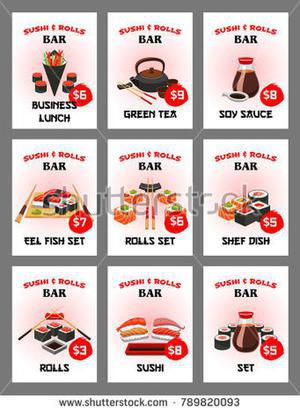 SUSHI & ROLLS
BAR
$6
BUSINESS
LUNCH
SUSHI & ROLLS
BAR
$9
GREEN TEA
SUSHI & ROLLS
BAR
$8
SOY SAUCE
SUSHI & ROLLS
BAR
$7
EEL FISH SET
SUSHI & ROLLS
BAR
$6
ROLLS SET
SUSHI & ROLLS
BAR
$5
SHEF DISH
SUSHI & ROLLS
BAR
$3
ROLLS
SUSHI & ROLLS
BAR
$8
SUSHI
SUSHI & ROLLS
BAR
$5
SET
shutterstock
www.shutterstock.com · 789820093